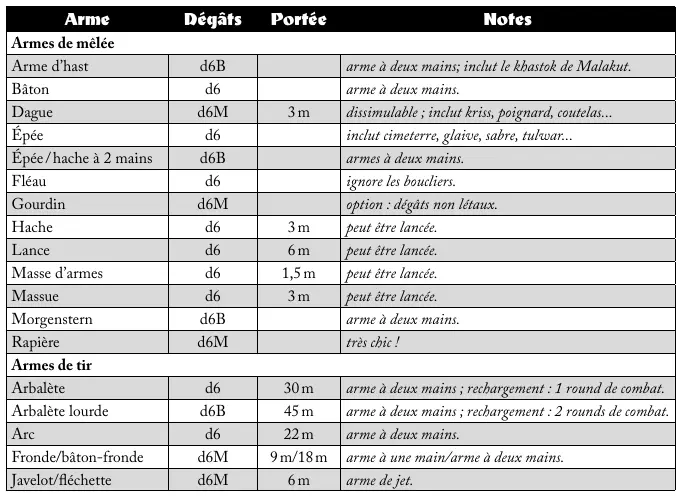 Arme Dégâts Portée Notes
Armes de mêlée
Arme d'hast d6B arme à deux mains; inclut le khastok de Malakut.
Bâton d6 arme à deux mains.
Dague d6M 3 m dissimulable ; inclut kriss, poignard, coutelas...
Épée d6 inclut cimeterre, glaive, sabre, tulwar...
Épée / hache à 2 mains d6B armes à deux mains.
Fléau d6 ignore les boucliers.
Gourdin d6M option : dégâts non létaux.
Hache d6 3 m peut être lancée.
Lance d6 6 m peut être lancée.
Masse d'armes d6 1,5 m peut être lancée.
Massue d6 3 m peut être lancée.
Morgenstern d6B arme à deux mains.
Rapière d6M très chic !
Armes de tir
Arbalète d6 30 m arme à deux mains ; rechargement : 1 round de combat.
Arbalète lourde d6B 45 m arme à deux mains ; rechargement : 2 rounds de combat.
Arc d6 22 m arme à deux mains.
Fronde/bâton-fronde d6M 9 m/18 m arme à une main/arme à deux mains.
Javelot/fléchette d6M 6 m arme de jet.